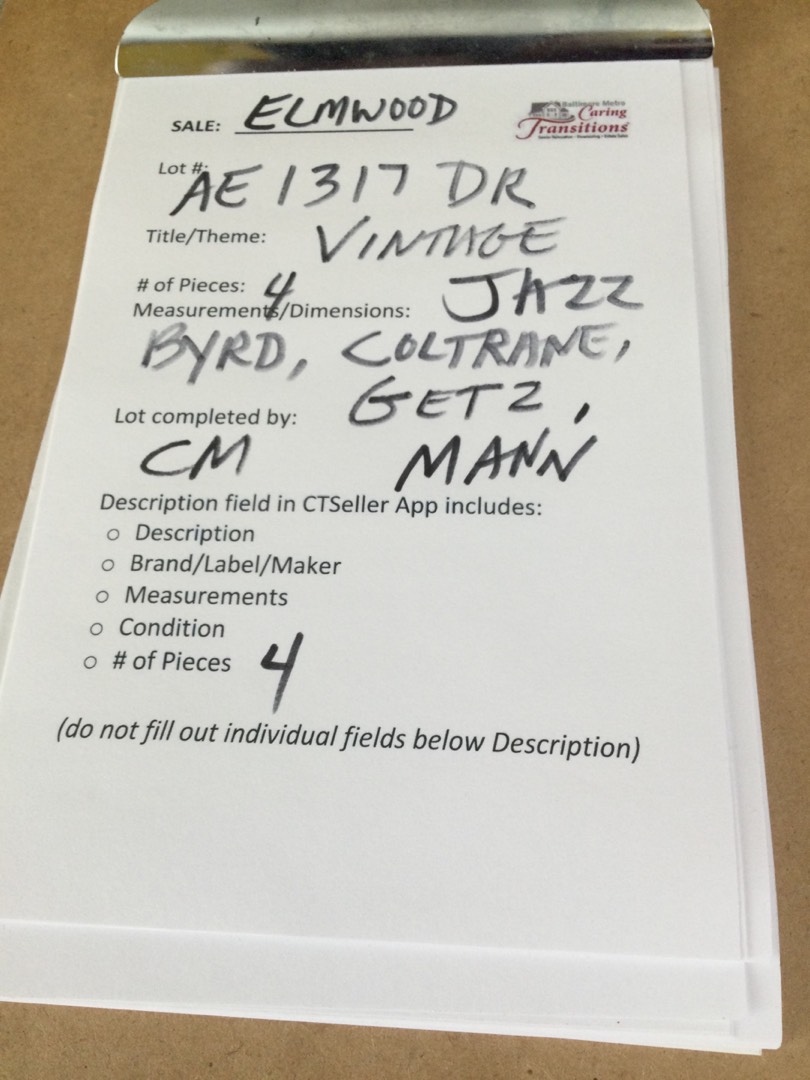 SALE: ELMWOOD
Baltimore Metro
Caring
Transitions
Lot #: AE 1317 DR
Title/Theme: VINTAGE
# of Pieces: 4 JAZZ
Measurements/Dimensions:
BYRD, COLTRANE,
GETZ,
Lot completed by:
CM MANN
Description field in CTSeller App includes:
○ Description
○ Brand/Label/Maker
○ Measurements
○ Condition
○ # of Pieces 4
(do not fill out individual fields below Description)